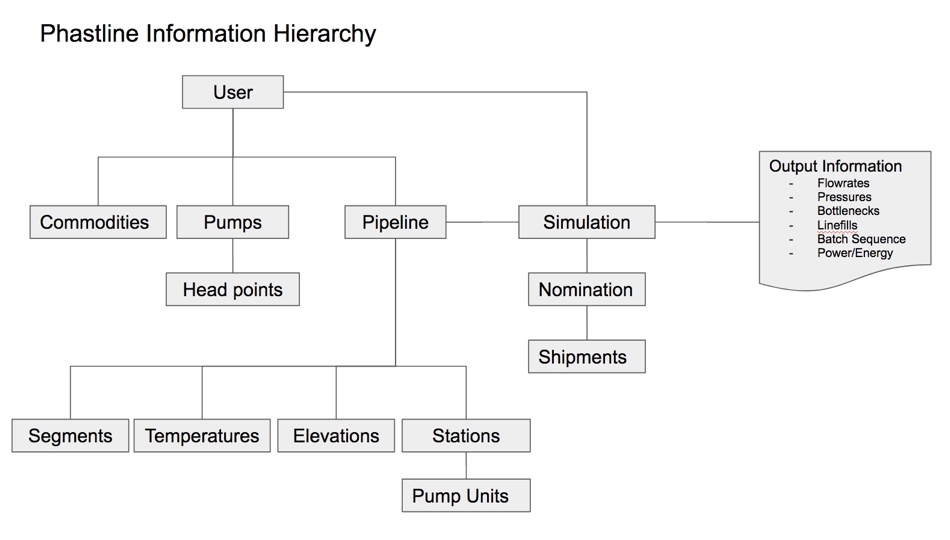 Phastline Information Hierarchy
User
Output Information
- Flowrates
- Pressures
- Bottlenecks
- Linefills
- Batch Sequence
- Power/Energy
Commodities
Pumps
Pipeline
Simulation
Head points
Nomination
Shipments
Segments
Temperatures
Elevations
Stations
Pump Units